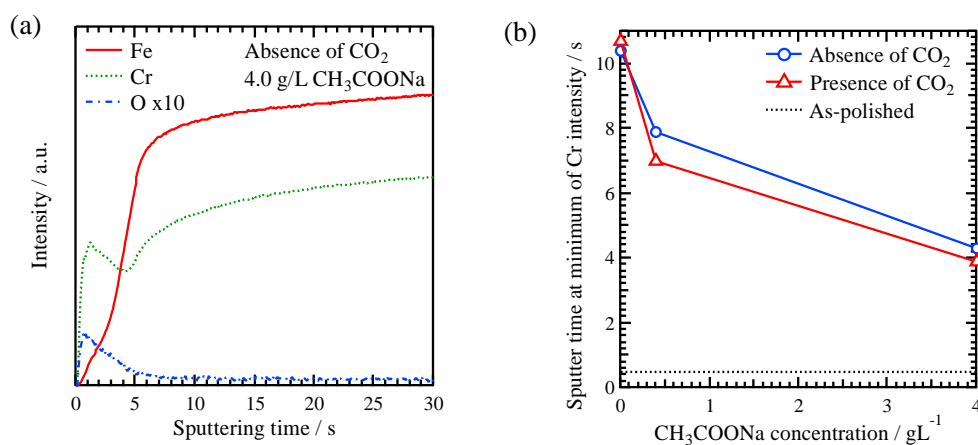 (a)
Fe
Cr
O x10
Absence of CO₂
4.0 g/L CH₃COONa
Intensity / a.u.
0 5 10 15 20 25 30
Sputtering time / s
(b)
Absence of CO₂
Presence of CO₂
As-polished
Sputter time at minimum of Cr intensity / s
10
8
6
4
2
0
0 1 2 3 4
CH₃COONa concentration / gL⁻¹